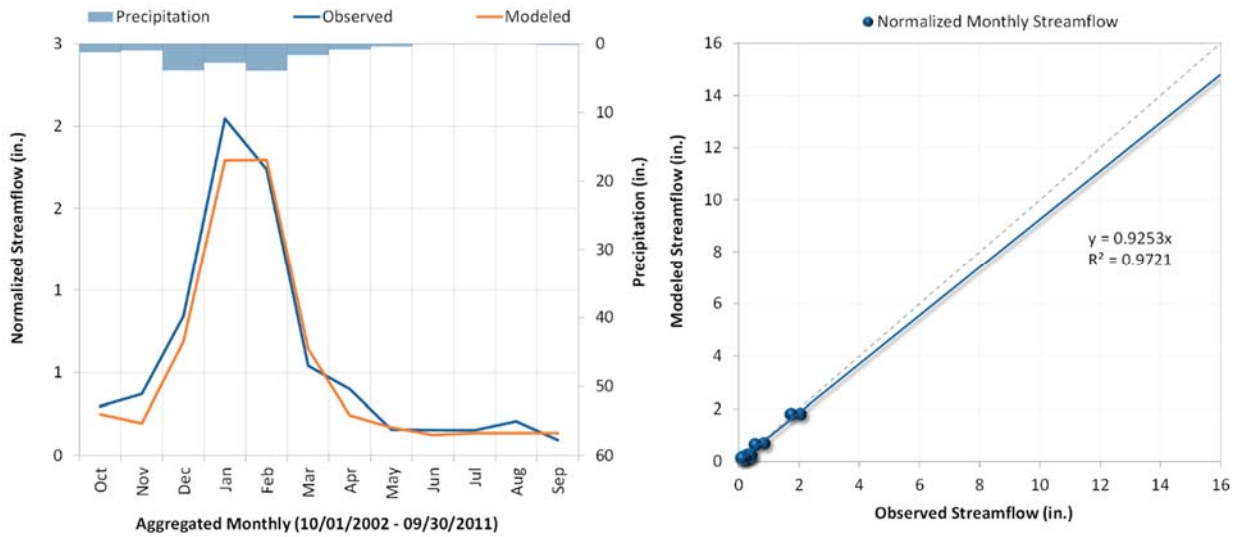 Precipitation Observed Modeled
3
2
2
1
1
0
Normalized Streamflow (in.)
0
10
20
30
40
50
60
Precipitation (in.)
Oct Nov Dec Jan Feb Mar Apr May Jun Jul Aug Sep
Aggregated Monthly (10/01/2002 - 09/30/2011)
Normalized Monthly Streamflow
16
14
12
10
8
6
4
2
0
Modeled Streamflow (in.)
y = 0.9253x
R² = 0.9721
0 2 4 6 8 10 12 14 16
Observed Streamflow (in.)